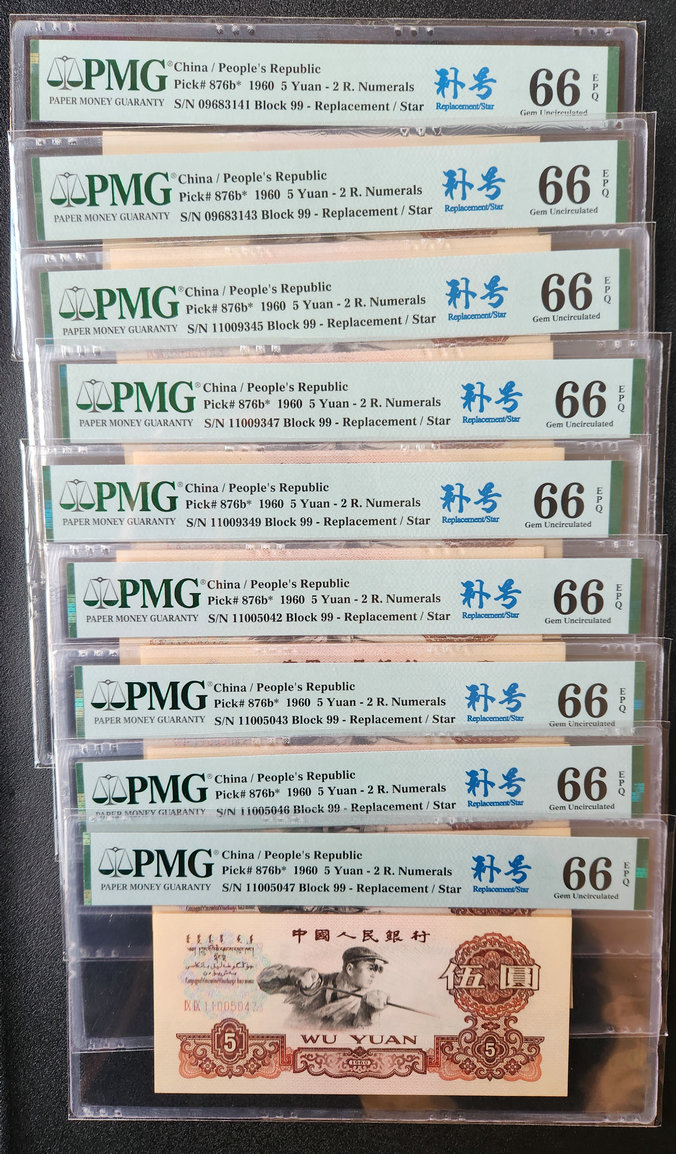 PMG®
PAPER MONEY GUARANTY
China / People's Republic
Pick# 876b* 1960 5 Yuan - 2 R. Numerals
S/N 09683141 Block 99 - Replacement / Star
补号
Replacement/Star
66 EPQ
Gem Uncirculated
PMG®
PAPER MONEY GUARANTY
China / People's Republic
Pick# 876b* 1960 5 Yuan - 2 R. Numerals
S/N 09683143 Block 99 - Replacement / Star
补号
Replacement/Star
66 EPQ
Gem Uncirculated
PMG®
PAPER MONEY GUARANTY
China / People's Republic
Pick# 876b* 1960 5 Yuan - 2 R. Numerals
S/N 11009345 Block 99 - Replacement / Star
补号
Replacement/Star
66 EPQ
Gem Uncirculated
PMG®
PAPER MONEY GUARANTY
China / People's Republic
Pick# 876b* 1960 5 Yuan - 2 R. Numerals
S/N 11009347 Block 99 - Replacement / Star
补号
Replacement/Star
66 EPQ
Gem Uncirculated
PMG®
PAPER MONEY GUARANTY
China / People's Republic
Pick# 876b* 1960 5 Yuan - 2 R. Numerals
S/N 11009349 Block 99 - Replacement / Star
补号
Replacement/Star
66 EPQ
Gem Uncirculated
PMG®
PAPER MONEY GUARANTY
China / People's Republic
Pick# 876b* 1960 5 Yuan - 2 R. Numerals
S/N 11005042 Block 99 - Replacement / Star
补号
Replacement/Star
66 EPQ
Gem Uncirculated
PMG®
PAPER MONEY GUARANTY
China / People's Republic
Pick# 876b* 1960 5 Yuan - 2 R. Numerals
S/N 11005043 Block 99 - Replacement / Star
补号
Replacement/Star
66 EPQ
Gem Uncirculated
PMG®
PAPER MONEY GUARANTY
China / People's Republic
Pick# 876b* 1960 5 Yuan - 2 R. Numerals
S/N 11005046 Block 99 - Replacement / Star
补号
Replacement/Star
66 EPQ
Gem Uncirculated
PMG®
PAPER MONEY GUARANTY
China / People's Republic
Pick# 876b* 1960 5 Yuan - 2 R. Numerals
S/N 11005047 Block 99 - Replacement / Star
补号
Replacement/Star
66 EPQ
Gem Uncirculated
中國人民銀行
伍圓
IX IX 11005047
WU YUAN
5
1960
5